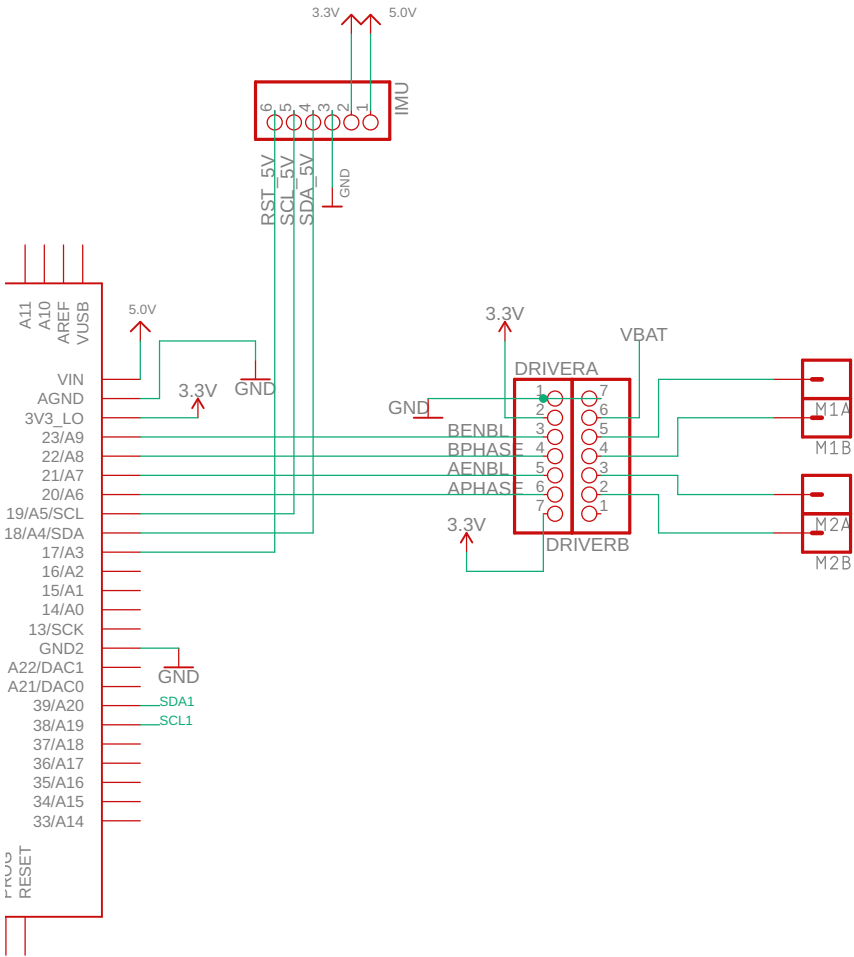 3.3V
5.0V
IMU
6
5
4
3
2
1
RST_5V
SCL_5V
SDA_5V
GND
A11
A10
AREF
VUSB
5.0V
VIN
AGND
GND
3V3_LO
3.3V
23/A9
22/A8
21/A7
20/A6
19/A5/SCL
18/A4/SDA
17/A3
16/A2
15/A1
14/A0
13/SCK
GND2
GND
A22/DAC1
A21/DAC0
39/A20
SDA1
38/A19
SCL1
37/A18
36/A17
35/A16
34/A15
33/A14
PROG
RESET
3.3V
VBAT
DRIVERA
GND
1
2
3
4
5
6
7
7
6
5
4
3
2
1
BENBL
BPHASE
AENBL
APHASE
3.3V
DRIVERB
M1A
M1B
M2A
M2B